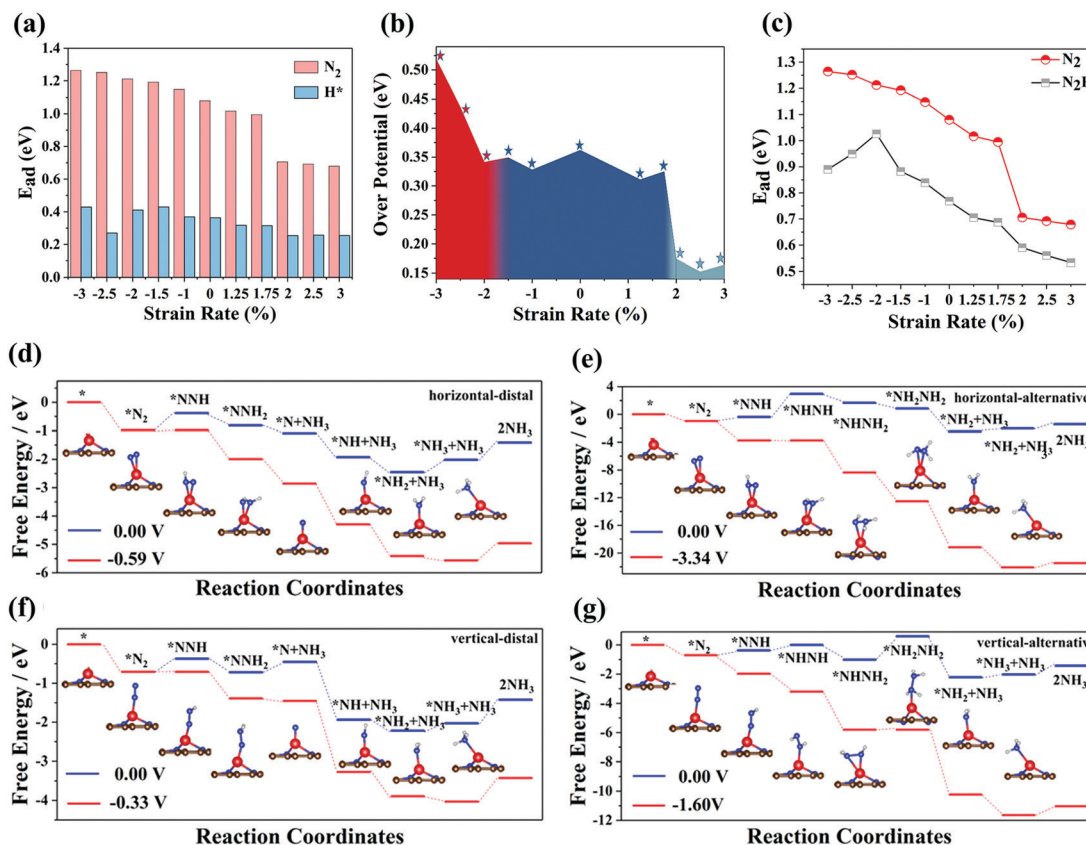 (a)
1.4
1.2
1.0
0.8
0.6
0.4
0.2
0.0
E_ad (eV)
N₂
H*
-3 -2.5 -2 -1.5 -1 0 1.25 1.75 2 2.5 3
Strain Rate (%)
(b)
0.50
0.45
0.40
0.35
0.30
0.25
0.20
0.15
Over Potential (eV)
-3 -2 -1 0 1 2 3
Strain Rate (%)
(c)
1.3
1.2
1.1
1.0
0.9
0.8
0.7
0.6
0.5
E_ad (eV)
N₂
-3 -2.5 -2 -1.5 -1 0 1.25 1.75 2 2.5 3
Strain Rate (%)
(d)
0
-1
-2
-3
-4
-5
-6
Free Energy / eV
horizontal-distal
*
*N₂
*NNH
*NNH₂
*N+NH₃
*NH+NH₃
*NH₂+NH₃
*NH₃+NH₃
2NH₃
0.00 V
-0.59 V
Reaction Coordinates
(e)
4
0
-4
-8
-12
-16
-20
Free Energy / eV
horizontal-alternative
*
*N₂
*NNH
*NHNH
*NHNH₂
*NH₂NH₂
*NH₂+NH₃
2NH₃
0.00 V
-3.34 V
Reaction Coordinates
(f)
0
-1
-2
-3
-4
Free Energy / eV
vertical-distal
*
*N₂
*NNH
*NNH₂
*N+NH₃
*NH+NH₃
*NH₂+NH₃
*NH₃+NH₃
2NH₃
0.00 V
-0.33 V
Reaction Coordinates
(g)
2
0
-2
-4
-6
-8
-10
-12
Free Energy / eV
vertical-alternative
*
*N₂
*NNH
*NHNH
*NHNH₂
*NH₂NH₂
*NH₂+NH₃
*NH₃+NH₃
2NH₃
0.00 V
-1.60V
Reaction Coordinates